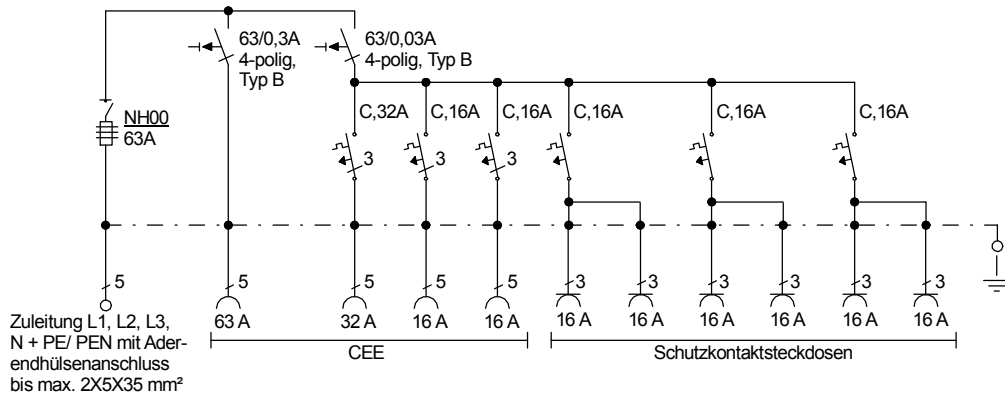 63/0,3A
4-polig,
Typ B
63/0,03A
4-polig, Typ B
NH00
63A
C,32A
C,16A
C,16A
C,16A
C,16A
C,16A
3
3
3
5
5
5
5
5
3
3
3
3
3
3
63 A
32 A
16 A
16 A
16 A
16 A
16 A
16 A
16 A
16 A
CEE
Schutzkontaktsteckdosen
Zuleitung L1, L2, L3,
N + PE/ PEN mit Ader-
endhülsenanschluss
bis max. 2X5X35 mm²